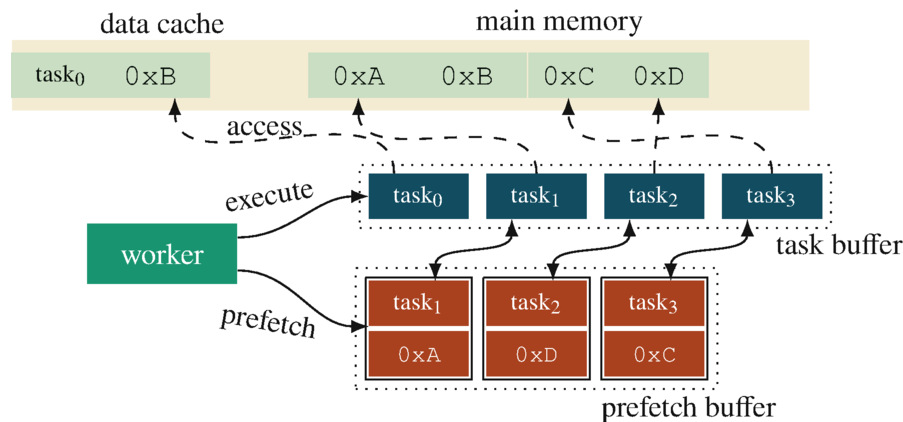 data cache main memory
task₀ 0xB 0xA 0xB 0xC 0xD
access
execute task₀ task₁ task₂ task₃
task buffer
worker
prefetch task₁ task₂ task₃
0xA 0xD 0xC
prefetch buffer